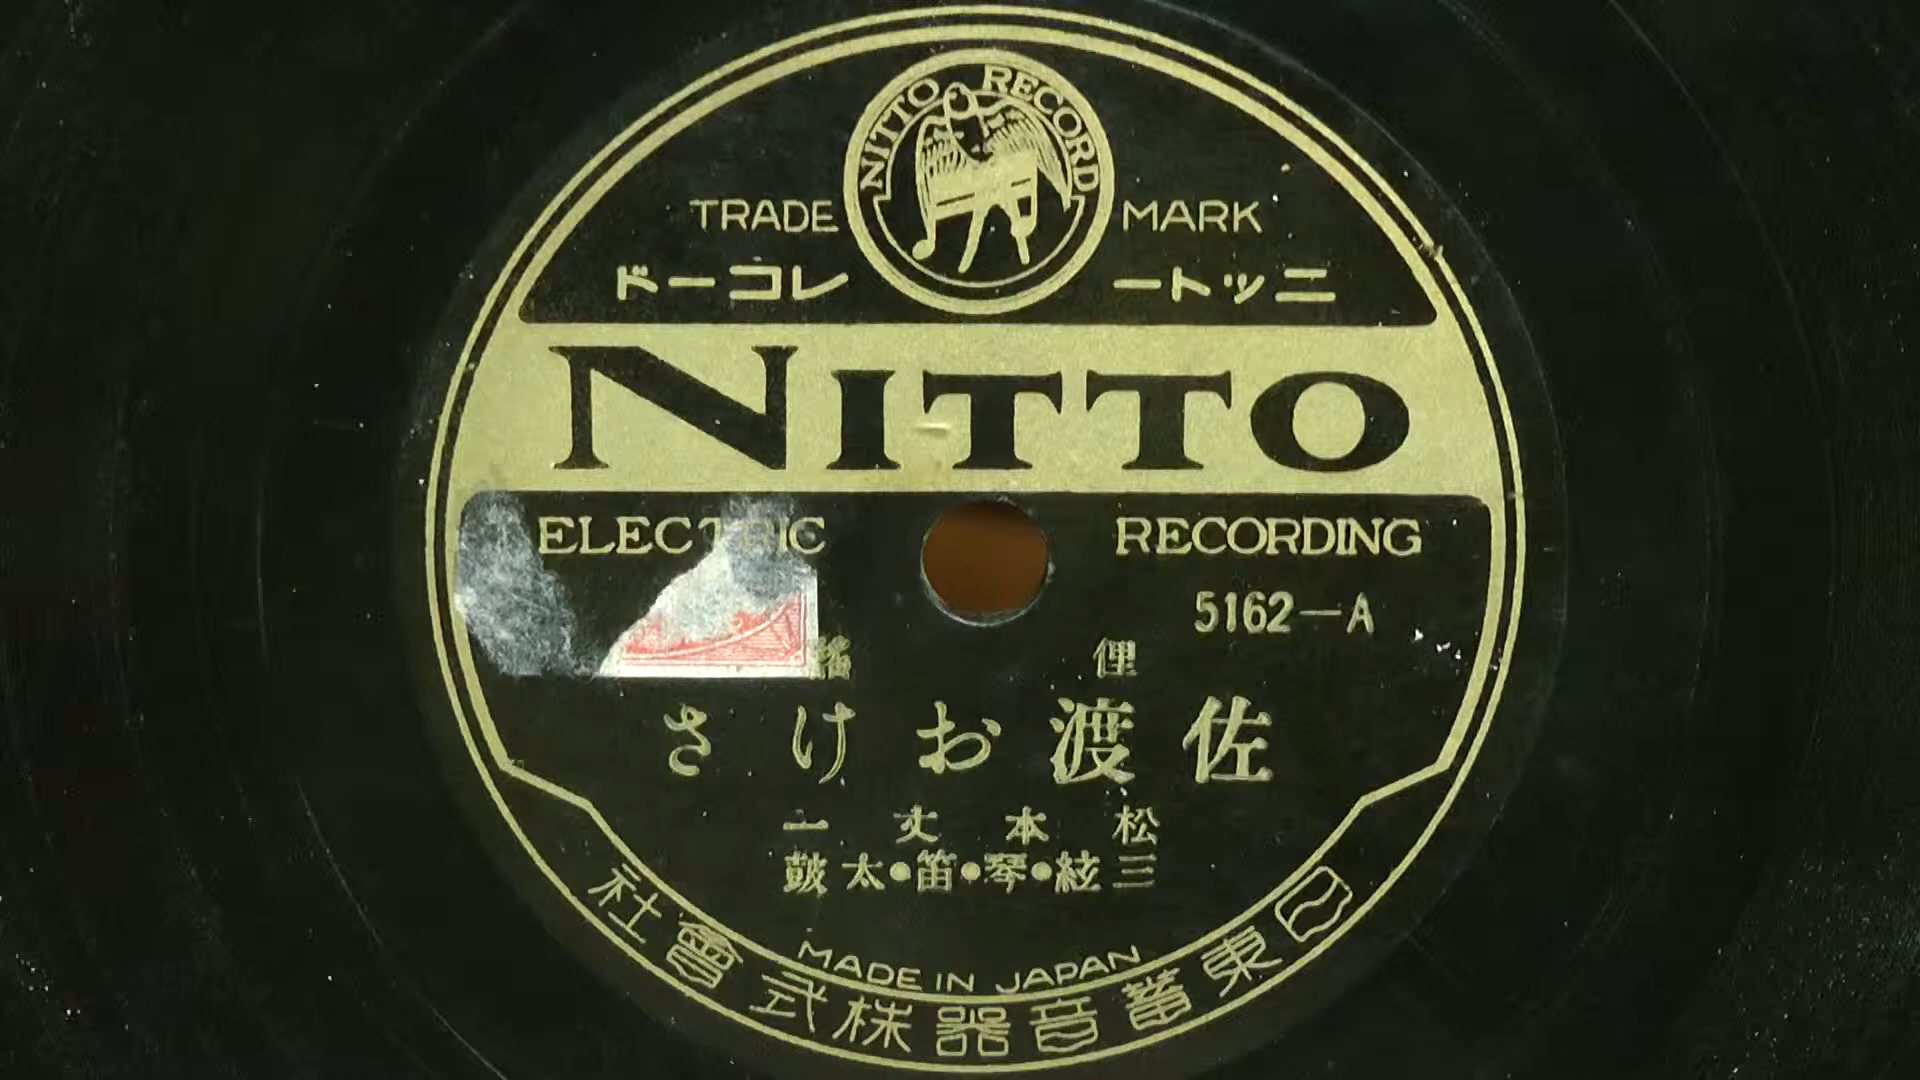 NITTO RECORD
TRADE MARK
ニットー レコード
NITTO
ELECTRIC RECORDING
5162-A
俚謠
佐渡おけさ
松本丈一
三絃•琴•笛•太鼓
MADE IN JAPAN
日東蓄音器株式會社